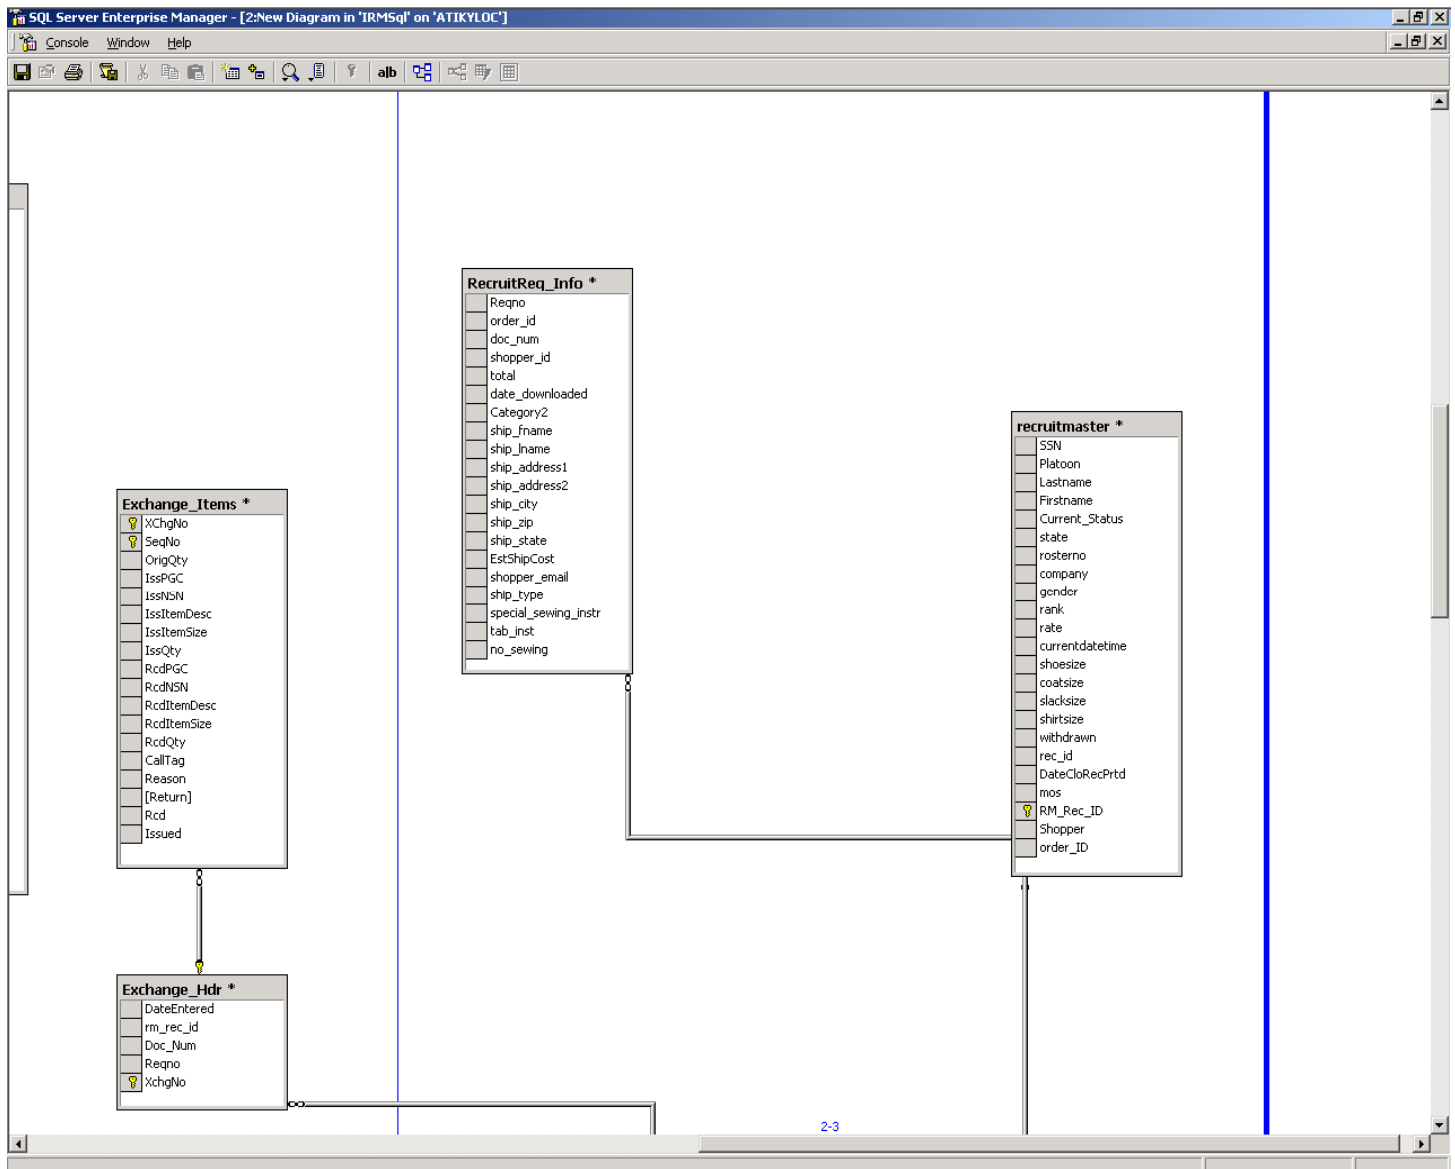 SQL Server Enterprise Manager - [2:New Diagram in 'IRMSql' on 'ATIKYLOC']
Console Window Help
a|b
RecruitReq_Info *
Reqno
order_id
doc_num
shopper_id
total
date_downloaded
Category2
ship_fname
ship_lname
ship_address1
ship_address2
ship_city
ship_zip
ship_state
EstShipCost
shopper_email
ship_type
special_sewing_instr
tab_inst
no_sewing
recruitmaster *
SSN
Platoon
Lastname
Firstname
Current_Status
state
rosterno
company
gender
rank
rate
currentdatetime
shoesize
coatsize
slacksize
shirtsize
withdrawn
rec_id
DateCloRecPrtd
mos
RM_Rec_ID
Shopper
order_ID
Exchange_Items *
XChgNo
SeqNo
OrigQty
IssPGC
IssNSN
IssItemDesc
IssItemSize
IssQty
RcdPGC
RcdNSN
RcdItemDesc
RcdItemSize
RcdQty
CallTag
Reason
[Return]
Rcd
Issued
Exchange_Hdr *
DateEntered
rm_rec_id
Doc_Num
Reqno
XchgNo
2-3